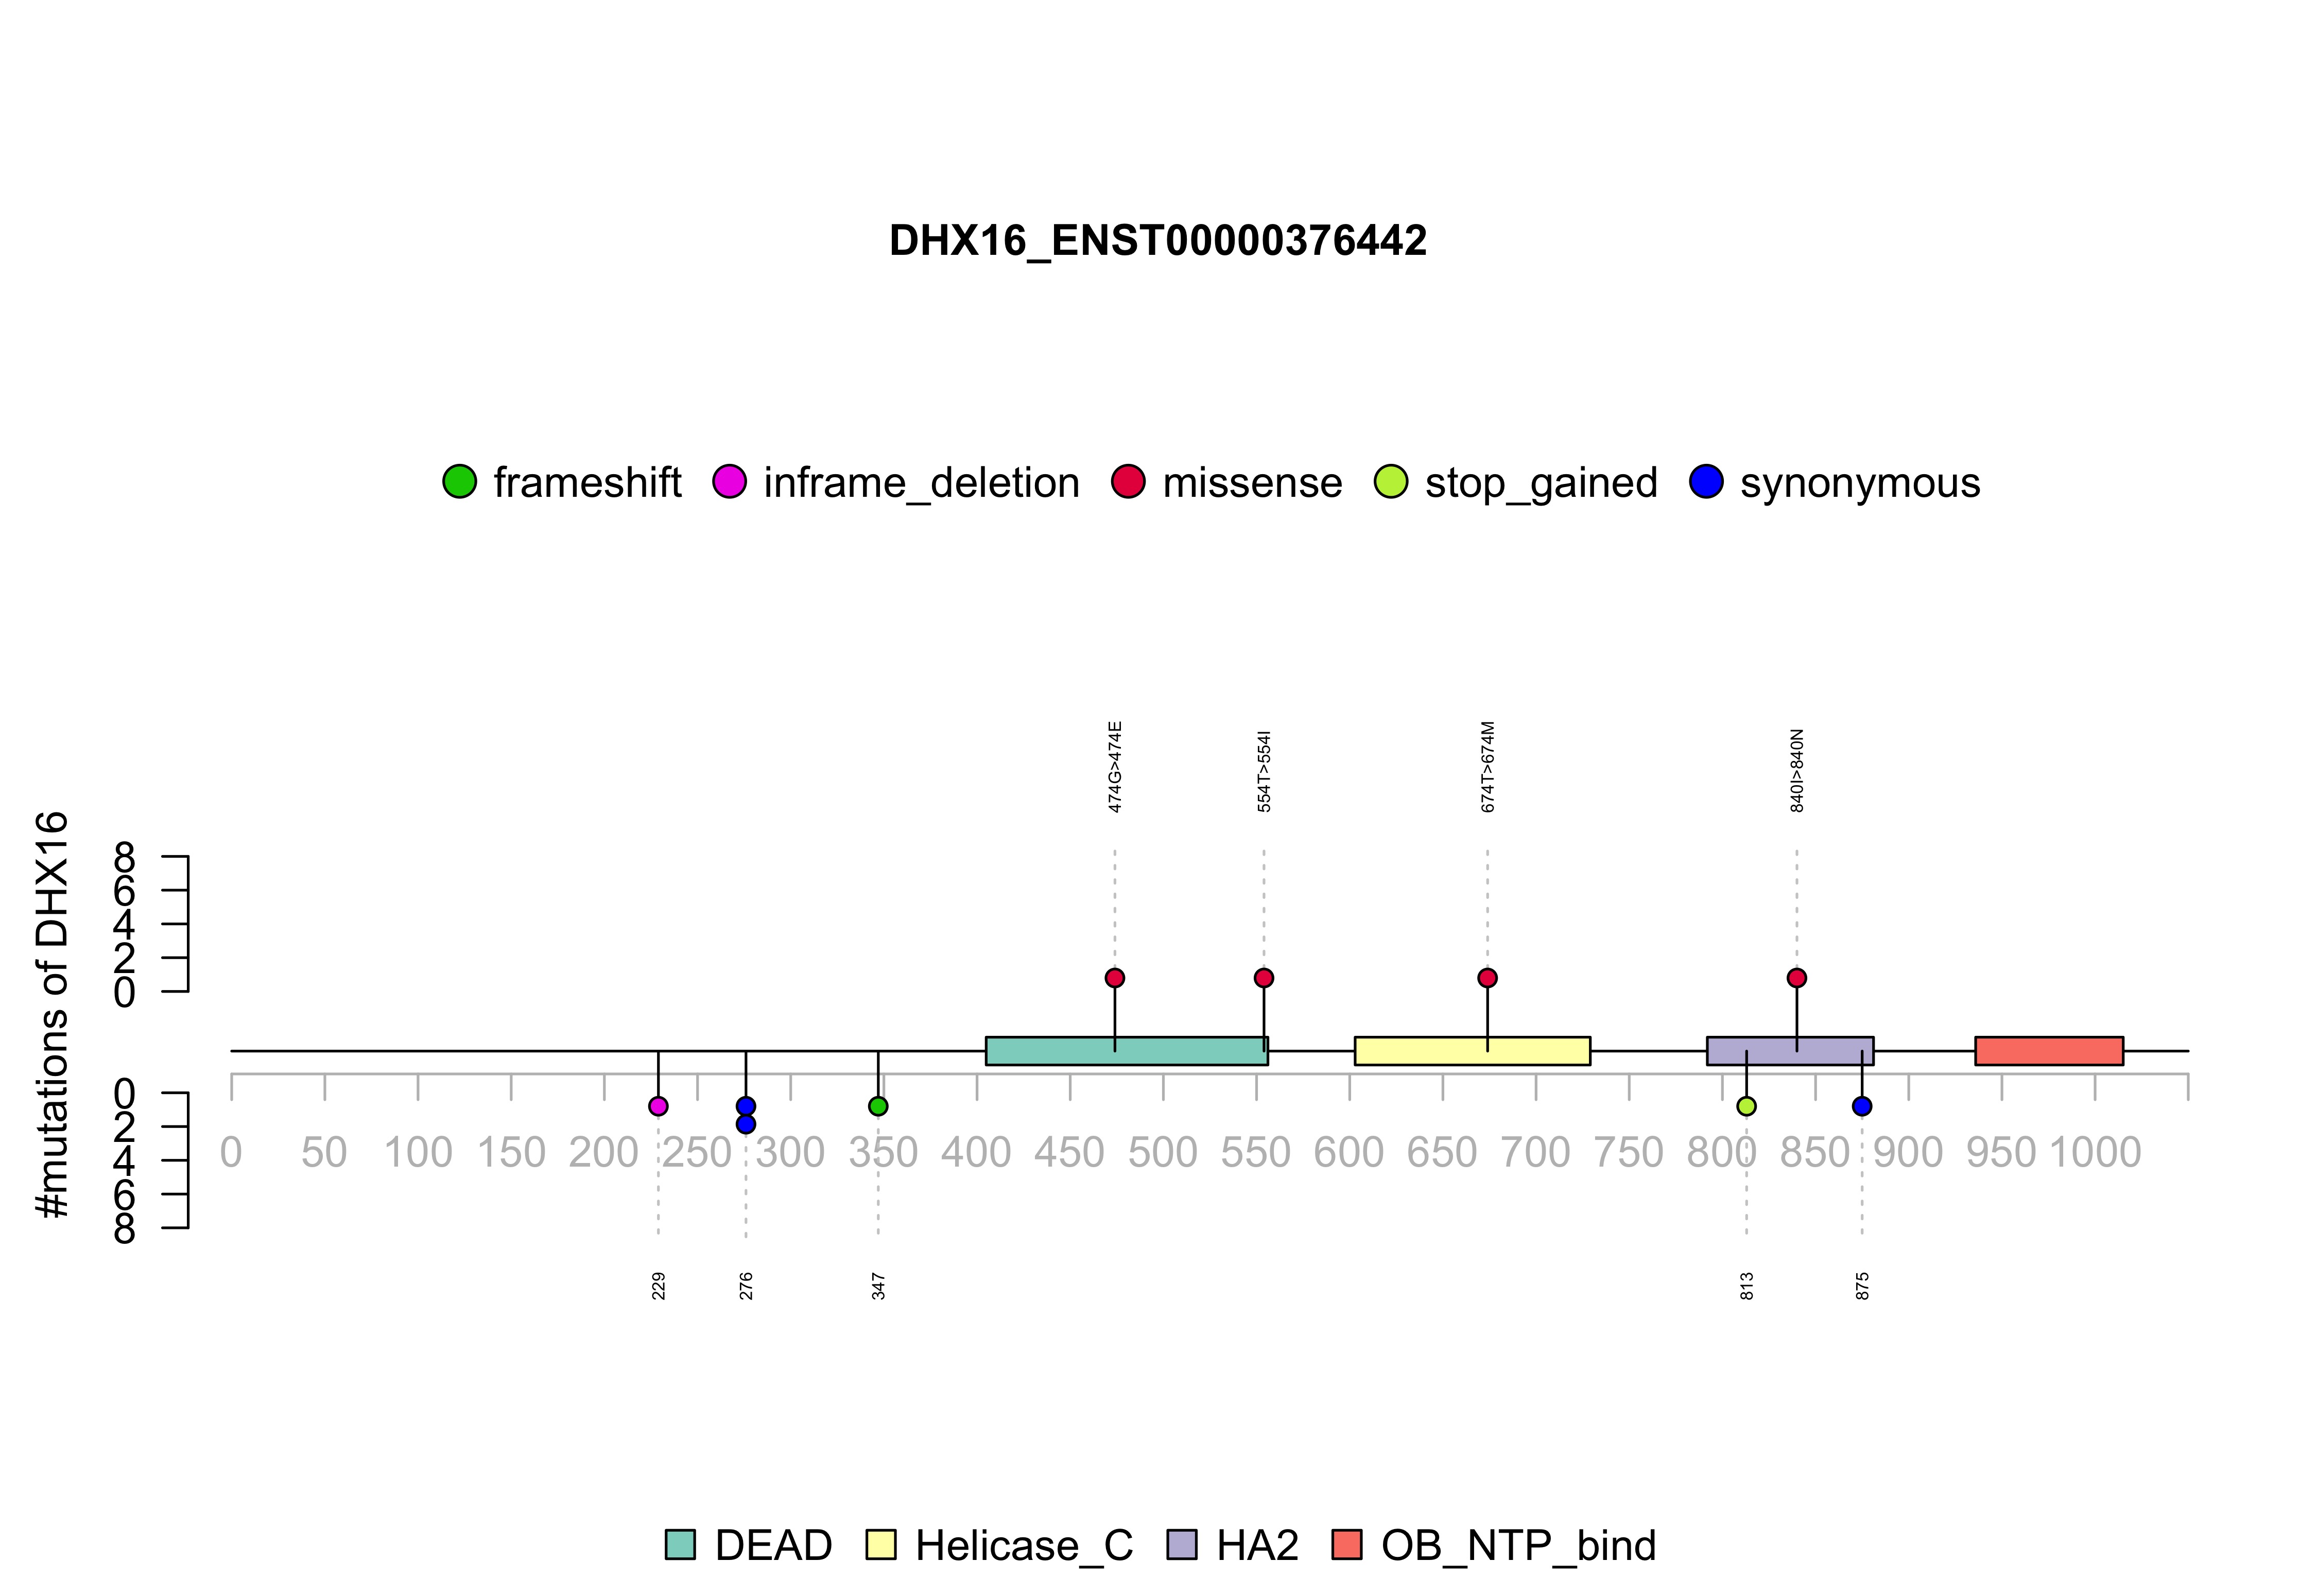 DHX16_ENST00000376442
frameshift inframe_deletion missense stop_gained synonymous
474G>474E 554T>554I 674T>674M 840I>840N
#mutations of DHX16
8
6
4
2
0
0
2
4
6
8
0 50 100 150 200 250 300 350 400 450 500 550 600 650 700 750 800 850 900 950 1000
229 276 347 813 875
DEAD Helicase_C HA2 OB_NTP_bind